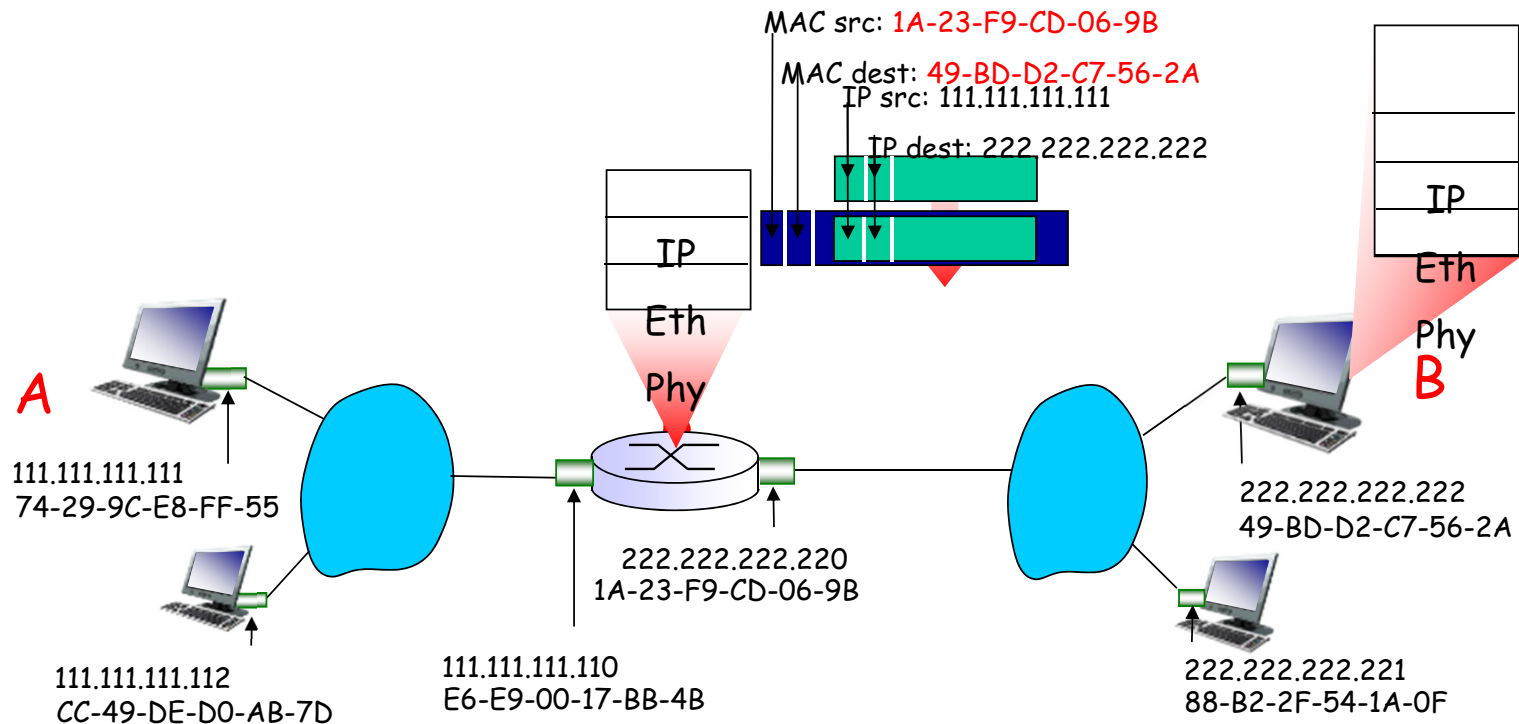 MAC src: 1A-23-F9-CD-06-9B
MAC dest: 49-BD-D2-C7-56-2A
IP src: 111.111.111.111
IP dest: 222.222.222.222
IP
Eth
Phy
IP
Eth
Phy
A
B
111.111.111.111
74-29-9C-E8-FF-55
222.222.222.222
49-BD-D2-C7-56-2A
222.222.222.220
1A-23-F9-CD-06-9B
111.111.111.112
CC-49-DE-D0-AB-7D
111.111.111.110
E6-E9-00-17-BB-4B
222.222.222.221
88-B2-2F-54-1A-0F